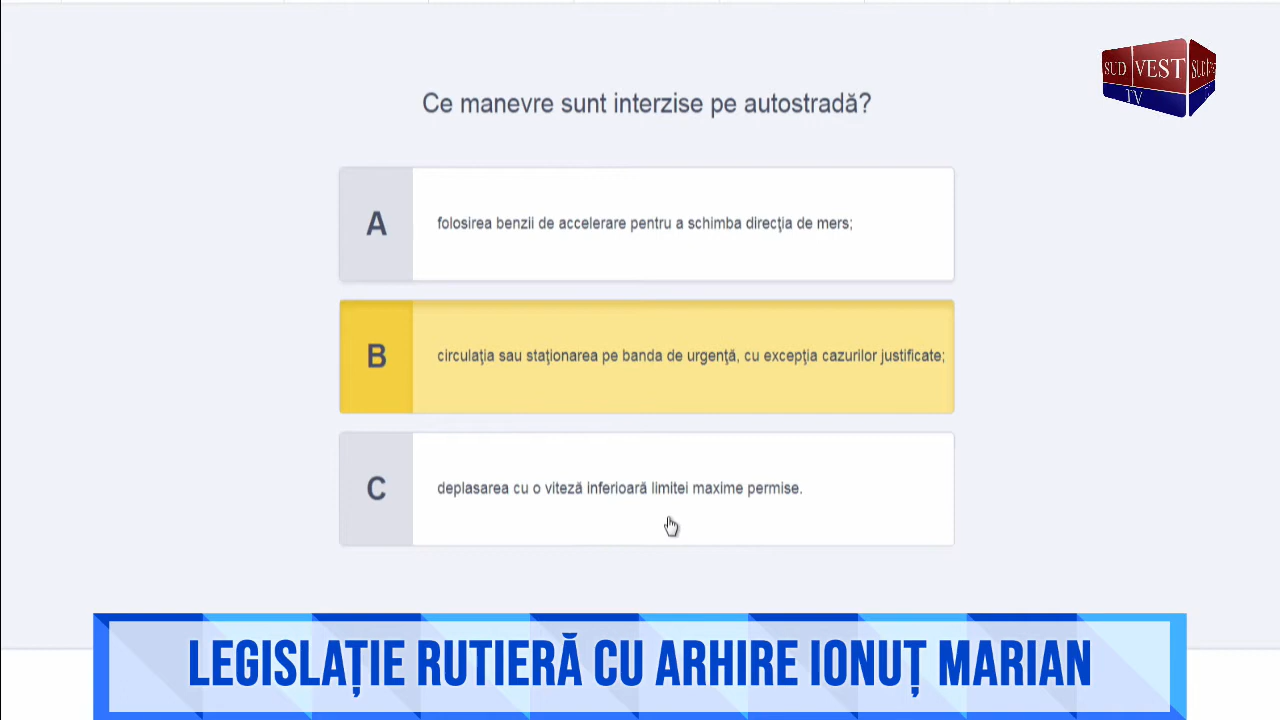 Ce manevre sunt interzise pe autostradă?
SUD VEST SUD
TV
A
folosirea benzii de accelerare pentru a schimba direcţia de mers;
B
circulaţia sau staţionarea pe banda de urgenţă, cu excepţia cazurilor justificate;
C
deplasarea cu o viteză inferioară limitei maxime permise.
LEGISLAȚIE RUTIERĂ CU ARHIRE IONUȚ MARIAN